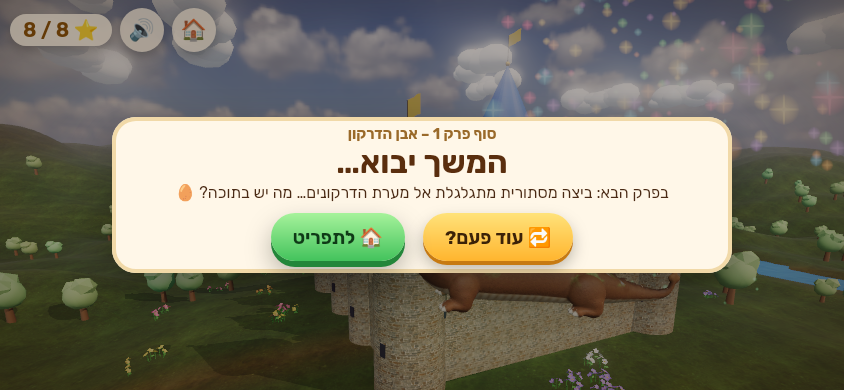 8 / 8 ⭐
סוף פרק 1 – אבן הדרקון
המשך יבוא...
בפרק הבא: ביצה מסתורית מתגלגלת אל מערת הדרקונים... מה יש בתוכה? 🥚
🔁 עוד פעם?
🏠 לתפריט